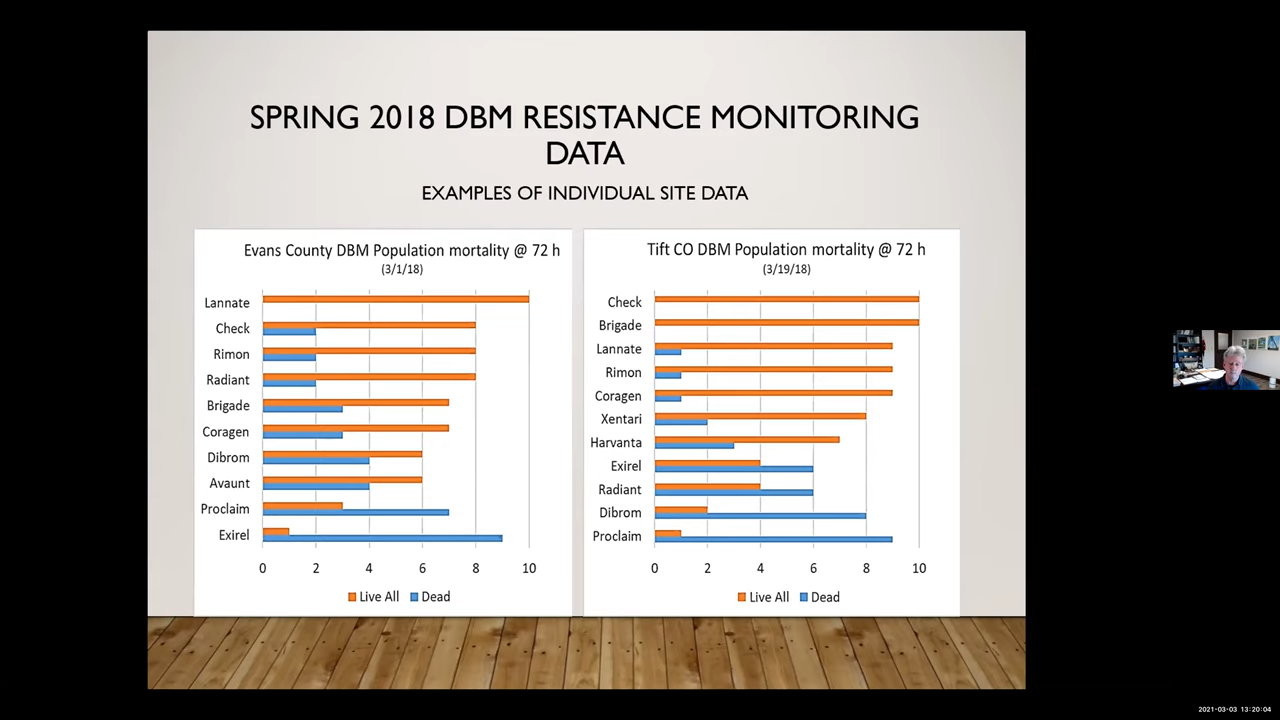 SPRING 2018 DBM RESISTANCE MONITORING
DATA
EXAMPLES OF INDIVIDUAL SITE DATA
Evans County DBM Population mortality @ 72 h
(3/1/18)
Lannate
Check
Rimon
Radiant
Brigade
Coragen
Dibrom
Avaunt
Proclaim
Exirel
0 2 4 6 8 10
Live All Dead
Tift CO DBM Population mortality @ 72 h
(3/19/18)
Check
Brigade
Lannate
Rimon
Coragen
Xentari
Harvanta
Exirel
Radiant
Dibrom
Proclaim
0 2 4 6 8 10
Live All Dead
2021-03-03 13:20:04